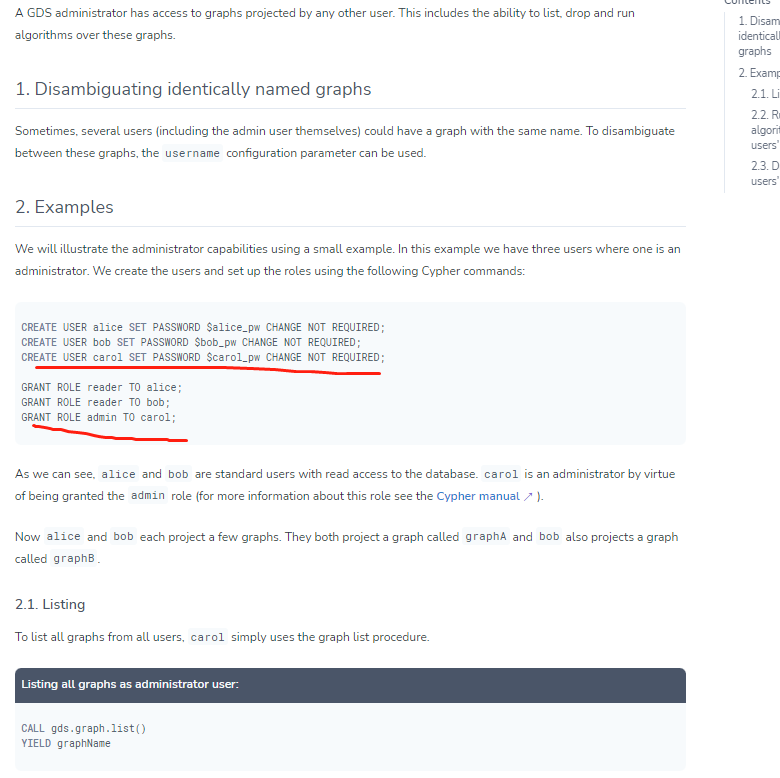 A GDS administrator has access to graphs projected by any other user. This includes the ability to list, drop and run
algorithms over these graphs.
1. Disambiguating identically named graphs
Sometimes, several users (including the admin user themselves) could have a graph with the same name. To disambiguate
between these graphs, the username configuration parameter can be used.
2. Examples
We will illustrate the administrator capabilities using a small example. In this example we have three users where one is an
administrator. We create the users and set up the roles using the following Cypher commands:
CREATE USER alice SET PASSWORD $alice_pw CHANGE NOT REQUIRED;
CREATE USER bob SET PASSWORD $bob_pw CHANGE NOT REQUIRED;
CREATE USER carol SET PASSWORD $carol_pw CHANGE NOT REQUIRED;
GRANT ROLE reader TO alice;
GRANT ROLE reader TO bob;
GRANT ROLE admin TO carol;
As we can see, alice and bob are standard users with read access to the database. carol is an administrator by virtue
of being granted the admin role (for more information about this role see the Cypher manual ↗ ).
Now alice and bob each project a few graphs. They both project a graph called graphA and bob also projects a graph
called graphB.
2.1. Listing
To list all graphs from all users, carol simply uses the graph list procedure.
Listing all graphs as administrator user:
CALL gds.graph.list()
YIELD graphName
Contents
1. Disam
identicall
graphs
2. Examp
2.1. Li
2.2. R
algorit
users'
2.3. D
users'